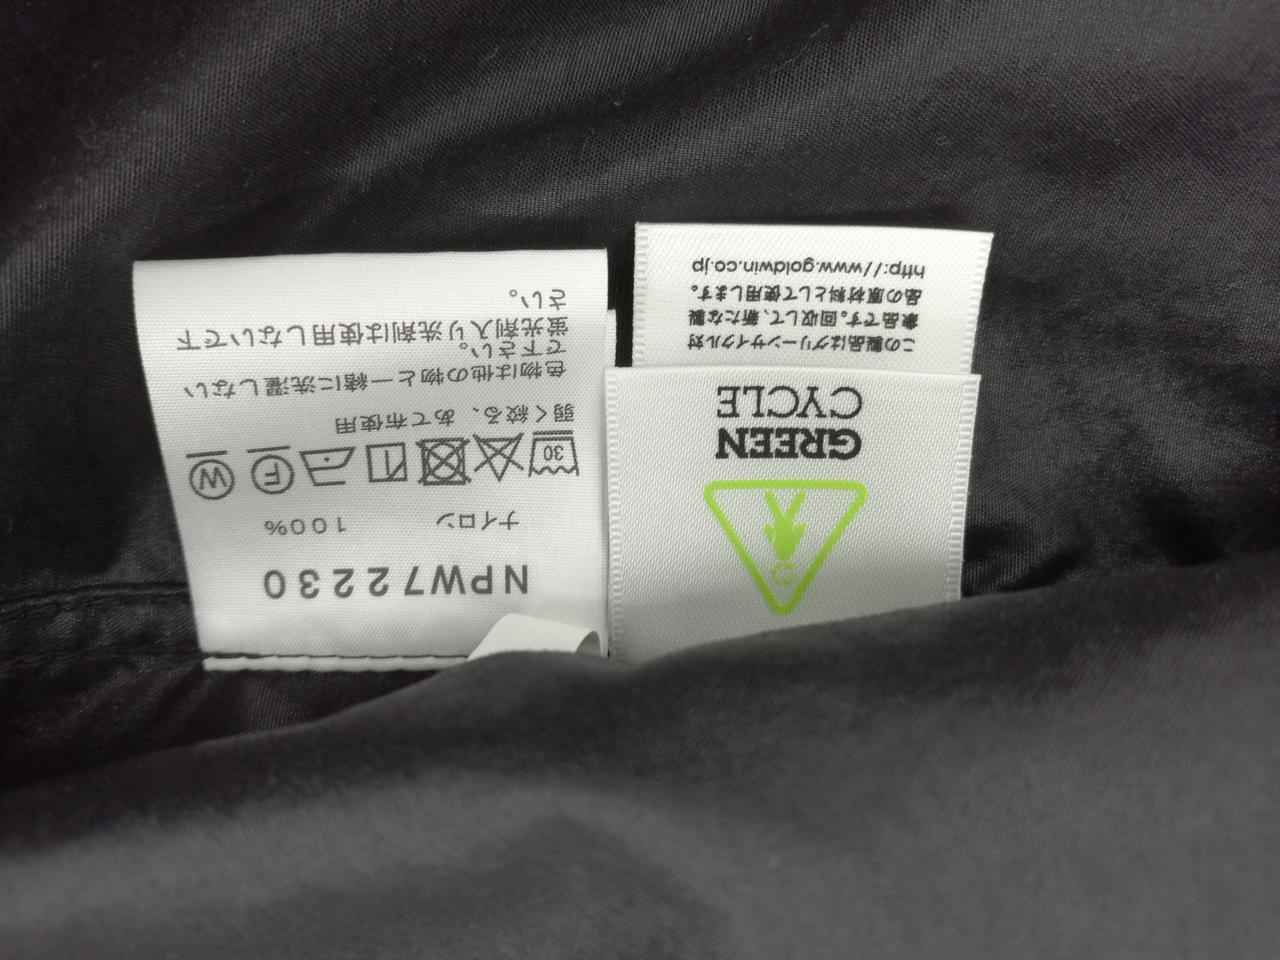 NPW72230
ナイロン 100%
30
F
W
弱く絞る、あて布使用
色物は他の物と一緒に洗濯しない
で下さい。
蛍光剤入り洗剤は使用しないで下
さい。
GREEN
CYCLE
この製品はグリーンサイクル対
象品です。回収して、新たな製
品の原材料として使用します。
http://www.goldwin.co.jp